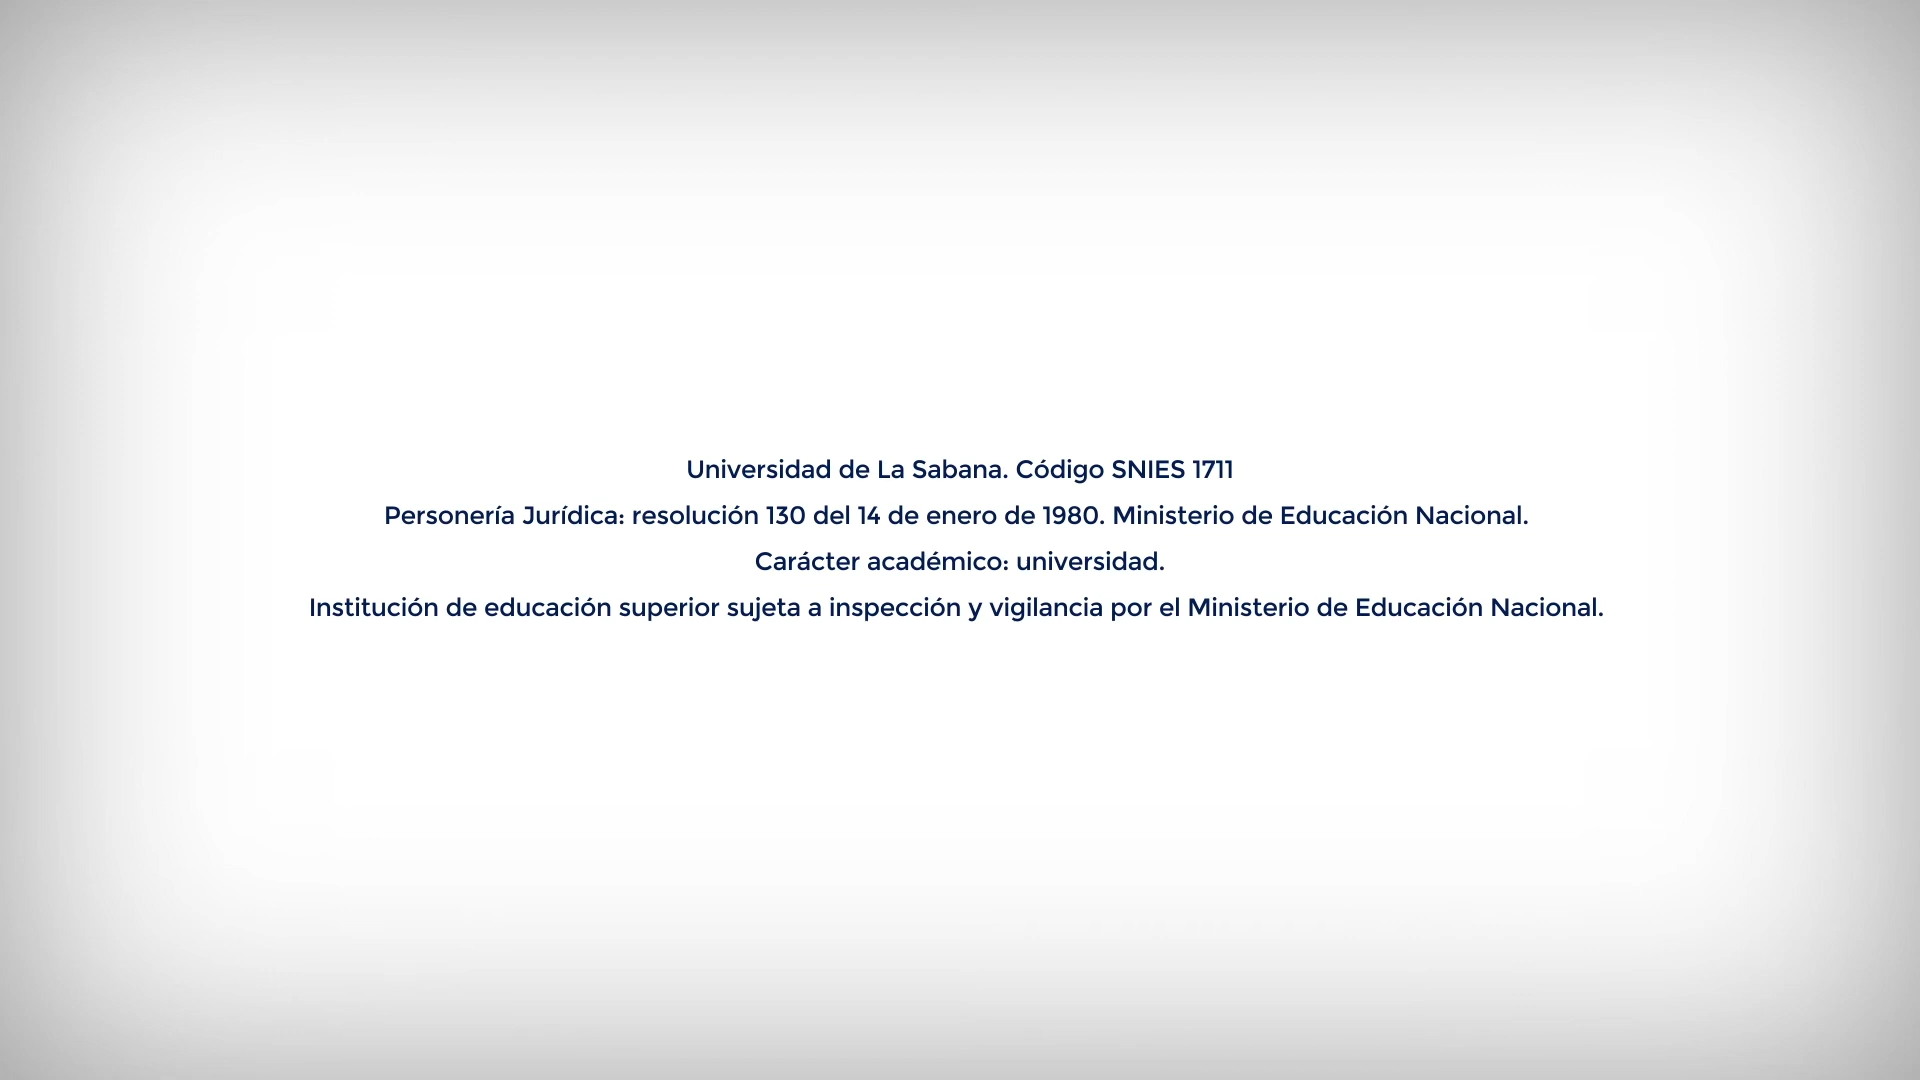 Universidad de La Sabana. Código SNIES 1711
Personería Jurídica: resolución 130 del 14 de enero de 1980. Ministerio de Educación Nacional.
Carácter académico: universidad.
Institución de educación superior sujeta a inspección y vigilancia por el Ministerio de Educación Nacional.